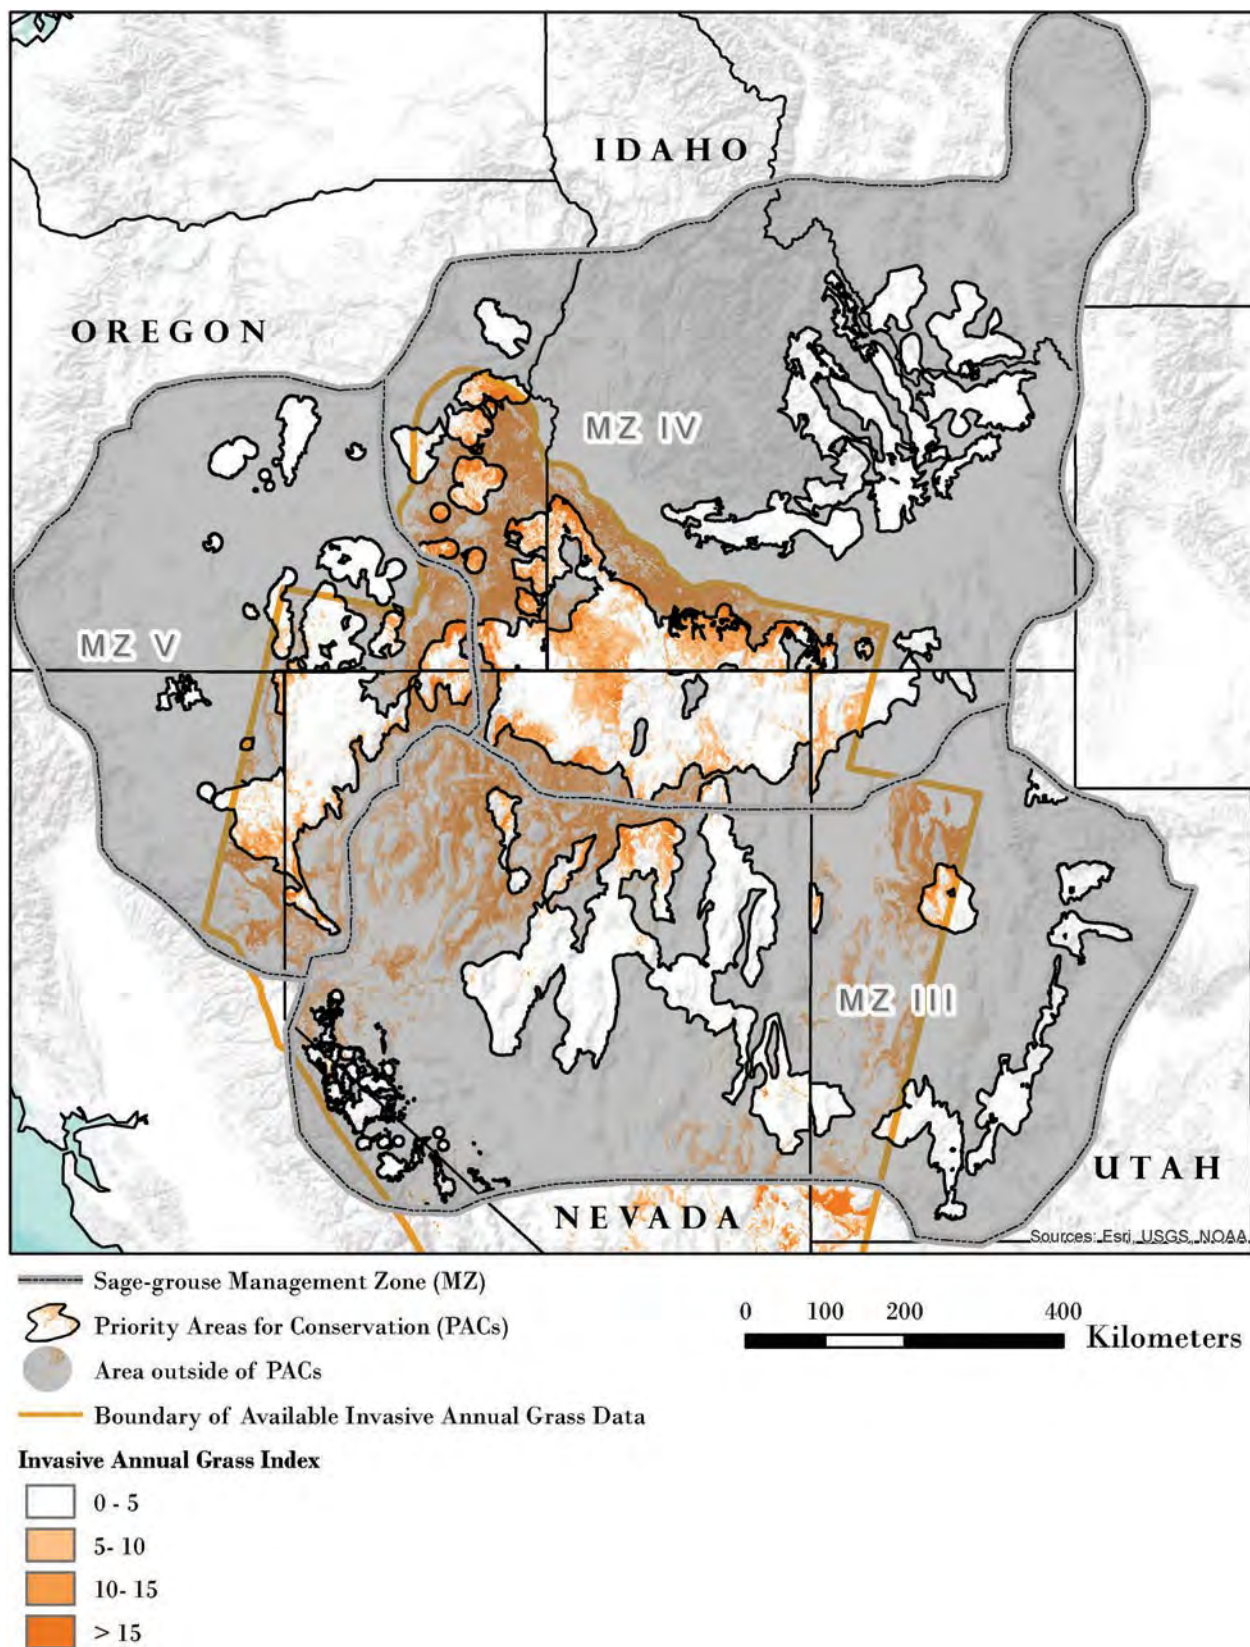 IDAHO
OREGON
MZ IV
MZ V
MZ III
UTAH
NEVADA
Sources: Esri, USGS, NOAA
Sage-grouse Management Zone (MZ)
Priority Areas for Conservation (PACs)
Area outside of PACs
Boundary of Available Invasive Annual Grass Data
0 100 200 400
Kilometers
Invasive Annual Grass Index
0 - 5
5- 10
10- 15
> 15